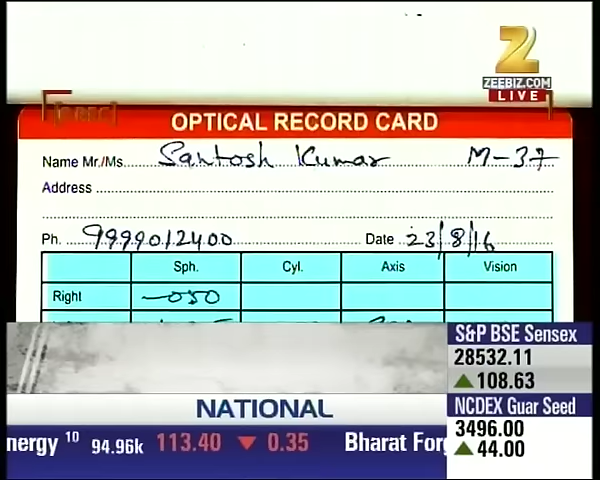 Z
ZEEBIZ.COM
LIVE
REC
OPTICAL RECORD CARD
Name Mr./Ms. Santosh Kumar M-37
Address
Ph. 9999012400 Date 23/8/16
Sph. Cyl. Axis Vision
Right -050
S&P BSE Sensex
28532.11
108.63
NATIONAL
NCDEX Guar Seed
3496.00
44.00
nergy 10 94.96k 113.40 0.35 Bharat Forg